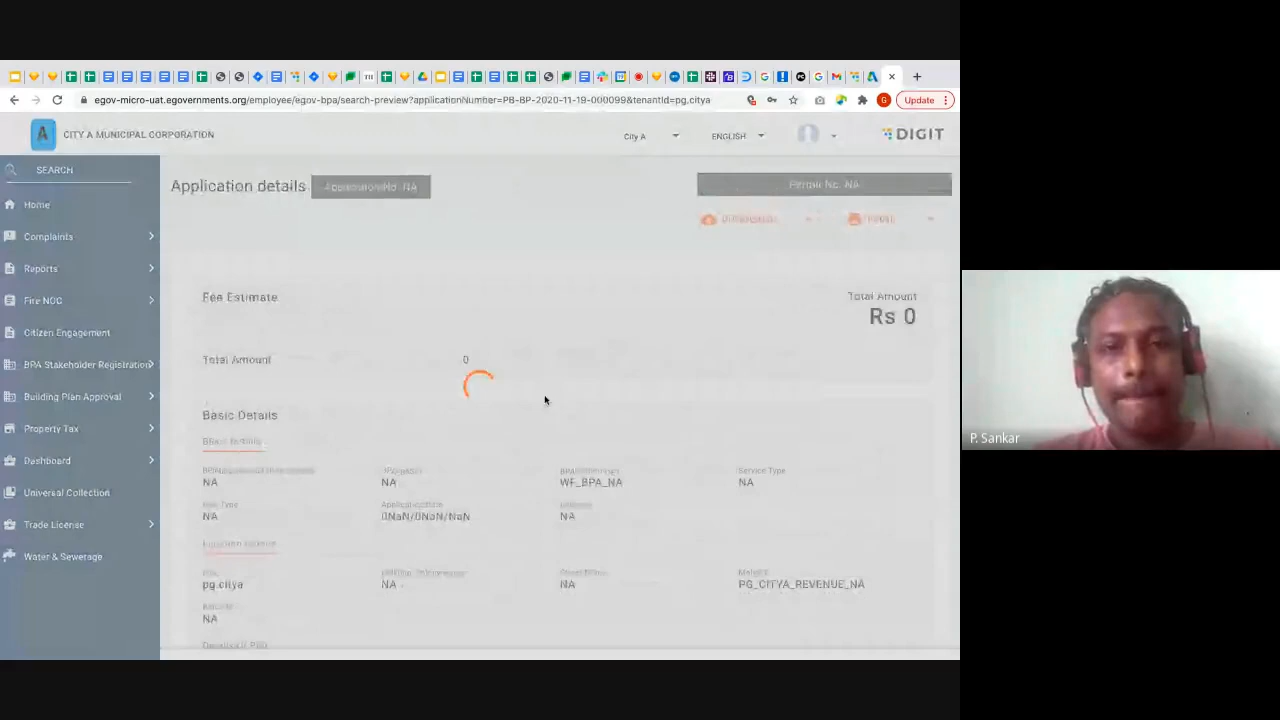 egov-micro-uat.egovernments.org/employee/egov-bpa/search-preview?applicationNumber=PB-BP-2020-11-19-000099&tenantId=pg.citya
G
Update
A
CITY A MUNICIPAL CORPORATION
City A
ENGLISH
DIGIT
SEARCH
Application details
Application No. NA
Permit No. NA
Home
Complaints
Reports
Fire NOC
Citizen Engagement
BPA Stakeholder Registration
Building Plan Approval
Property Tax
Dashboard
Universal Collection
Trade License
Water & Sewerage
DOWNLOAD
PRINT
Fee Estimate
Total Amount
Rs 0
Total Amount
0
Basic Details
Service Type
NA
NA
WF_BPA_NA
NA
NA
0NaN/0NaN/NaN
NA
pg.citya
NA
NA
PG_CITYA_REVENUE_NA
NA
P. Sankar